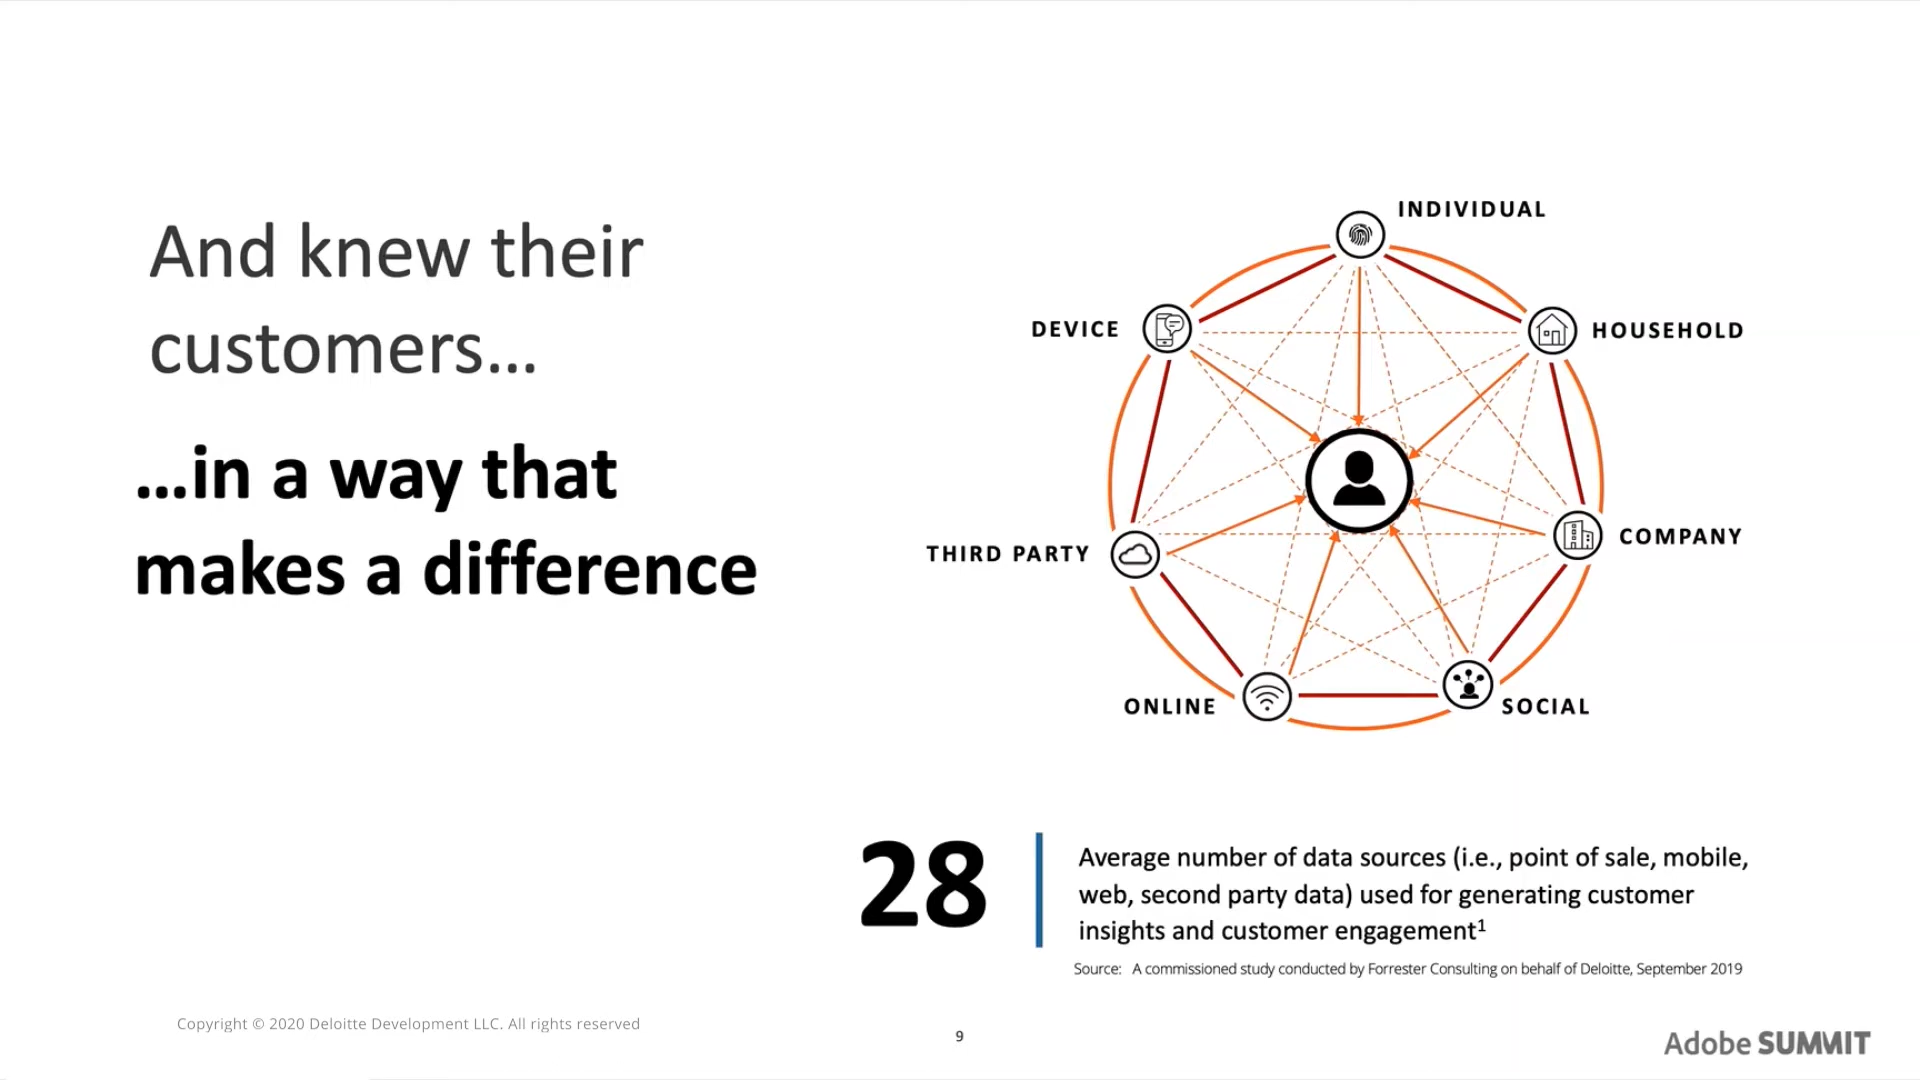 And knew their
customers...
...in a way that
makes a difference
INDIVIDUAL
DEVICE
HOUSEHOLD
COMPANY
THIRD PARTY
ONLINE
SOCIAL
28
Average number of data sources (i.e., point of sale, mobile,
web, second party data) used for generating customer
insights and customer engagement¹
Source: A commissioned study conducted by Forrester Consulting on behalf of Deloitte, September 2019
Copyright © 2020 Deloitte Development LLC. All rights reserved
9
Adobe SUMMIT